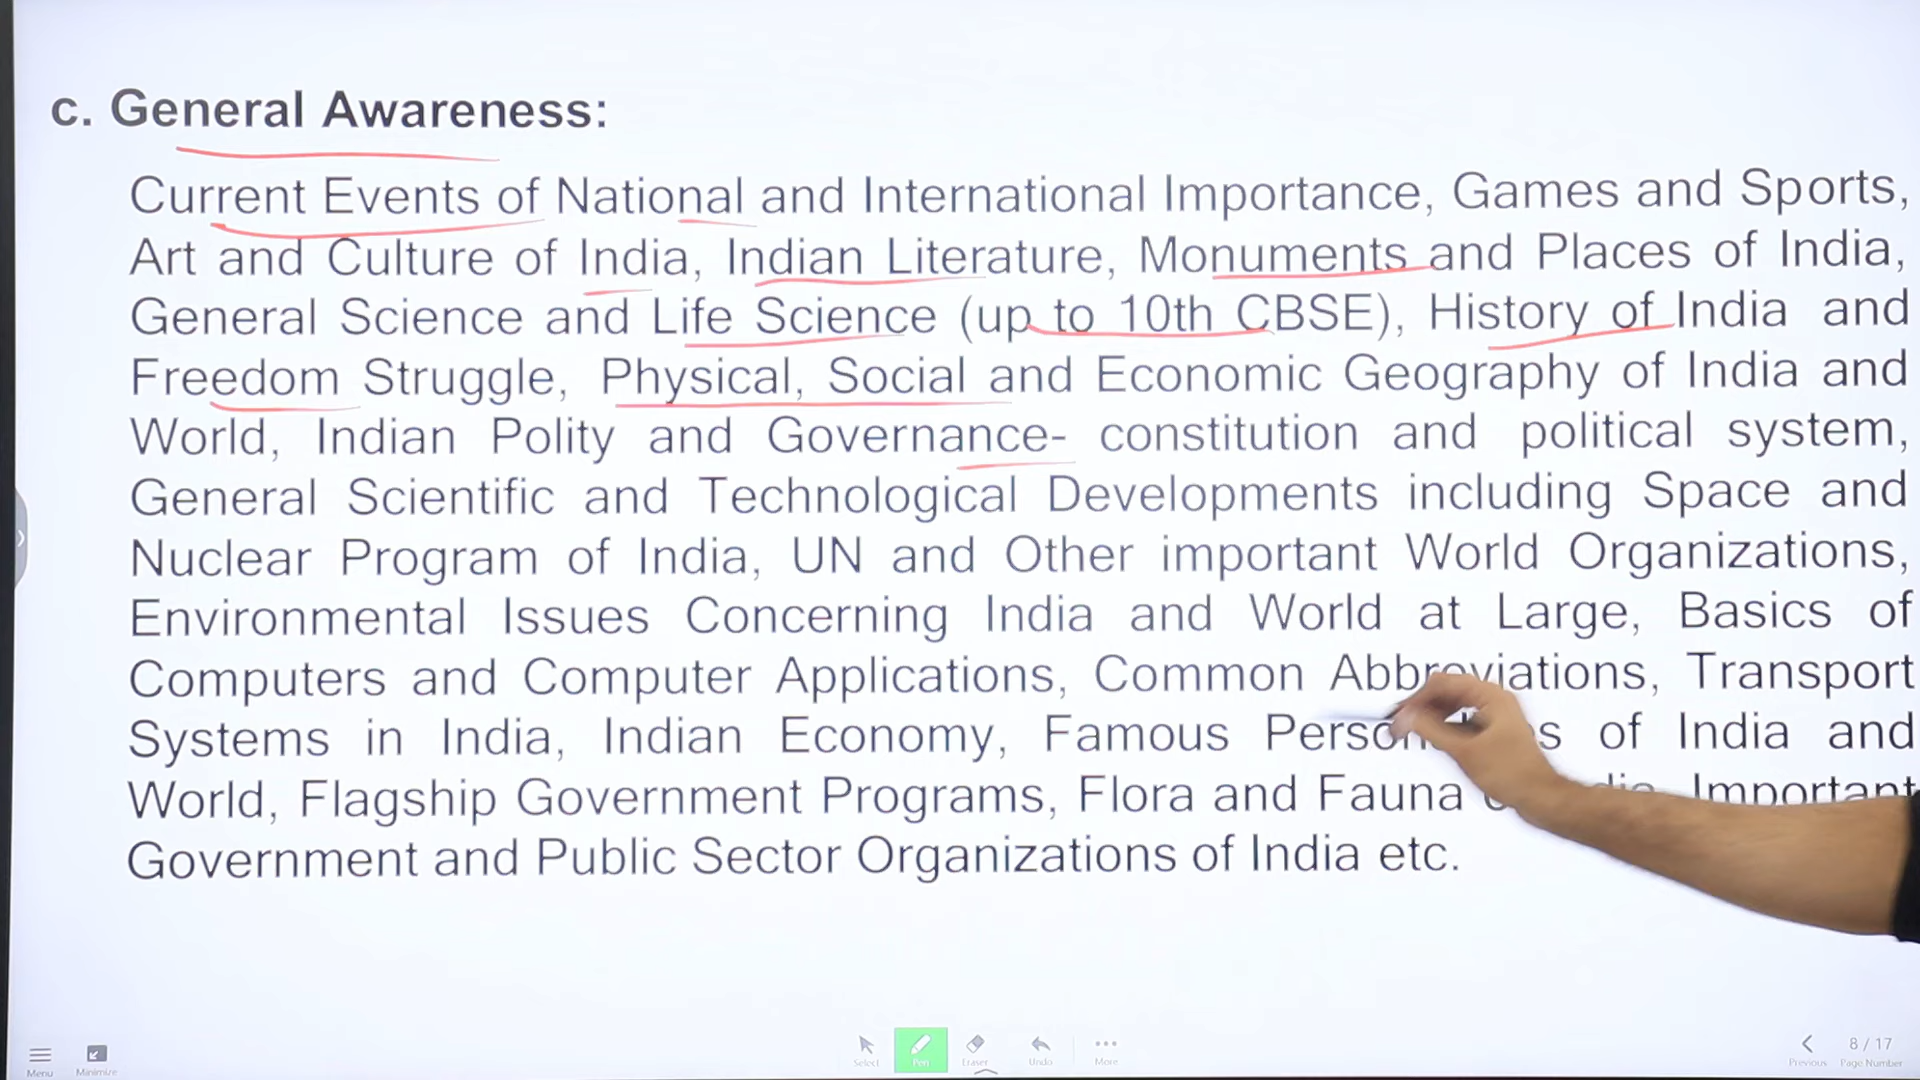 c. General Awareness:
Current Events of National and International Importance, Games and Sports,
Art and Culture of India, Indian Literature, Monuments and Places of India,
General Science and Life Science (up to 10th CBSE), History of India and
Freedom Struggle, Physical, Social and Economic Geography of India and
World, Indian Polity and Governance- constitution and political system,
General Scientific and Technological Developments including Space and
Nuclear Program of India, UN and Other important World Organizations,
Environmental Issues Concerning India and World at Large, Basics of
Computers and Computer Applications, Common Abbreviations, Transport
Systems in India, Indian Economy, Famous of India and
World, Flagship Government Programs, Flora and Fauna Important
Government and Public Sector Organizations of India etc.
Menu Minimize Select Pen Eraser Undo More Previous 8 / 17 Page Number